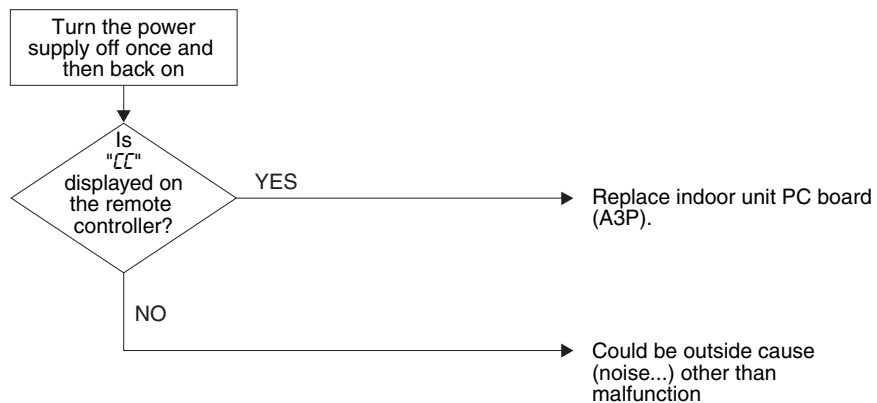 Turn the power
supply off once and
then back on
Is
"CC"
displayed on
the remote
controller?
YES
Replace indoor unit PC board
(A3P).
NO
Could be outside cause
(noise...) other than
malfunction